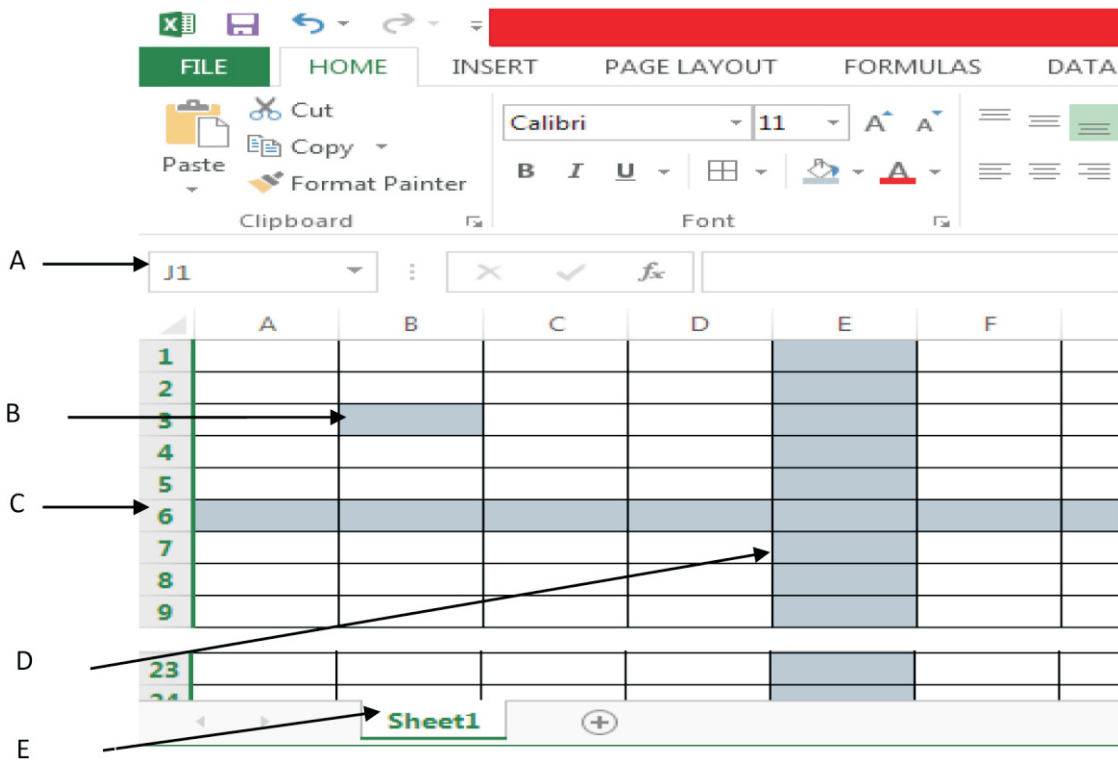 FILE HOME INSERT PAGE LAYOUT FORMULAS DATA
Paste
Cut
Copy
Format Painter
Clipboard
Calibri 11 A A
B I U A
Font
A J1 fx
A B C D E F
1
2
B 3
4
5
C 6
7
8
9
D 23
24
E Sheet1